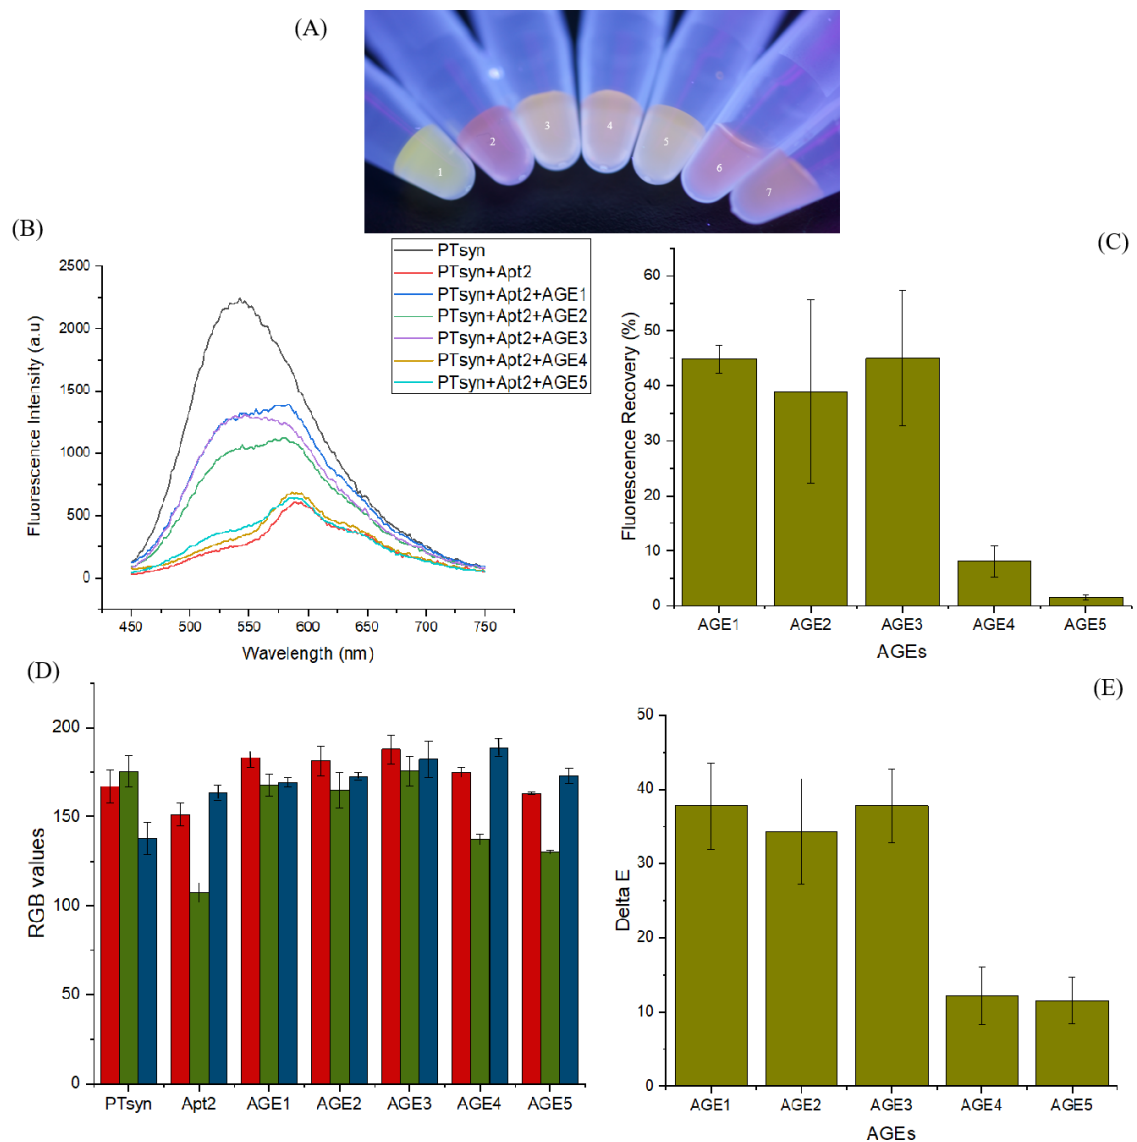 (A)
1
2
3
4
5
6
7
(B)
PTsyn
PTsyn+Apt2
PTsyn+Apt2+AGE1
PTsyn+Apt2+AGE2
PTsyn+Apt2+AGE3
PTsyn+Apt2+AGE4
PTsyn+Apt2+AGE5
2500
2000
1500
1000
500
0
Fluorescence Intensity (a.u)
450 500 550 600 650 700 750
Wavelength (nm)
(C)
60
50
40
30
20
10
0
Fluorescence Recovery (%)
AGE1 AGE2 AGE3 AGE4 AGE5
AGEs
(D)
200
150
100
50
0
RGB values
PTsyn Apt2 AGE1 AGE2 AGE3 AGE4 AGE5
(E)
50
40
30
20
10
0
Delta E
AGE1 AGE2 AGE3 AGE4 AGE5
AGEs